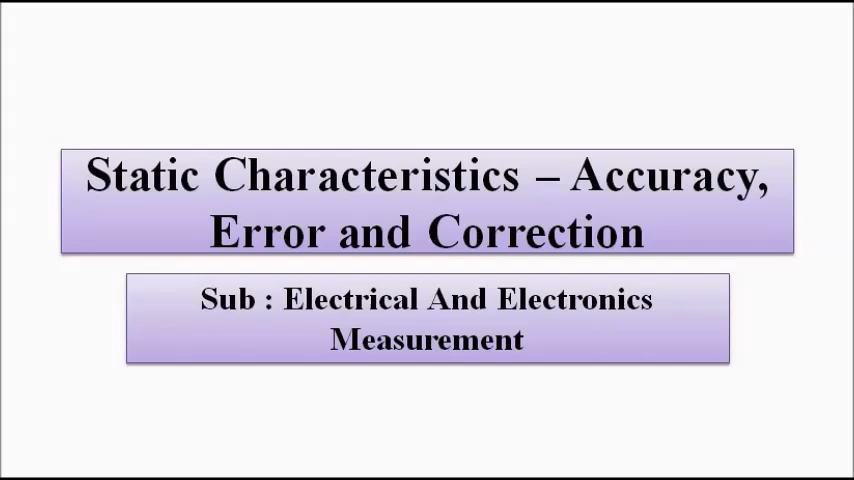 Static Characteristics – Accuracy,
Error and Correction
Sub : Electrical And Electronics
Measurement